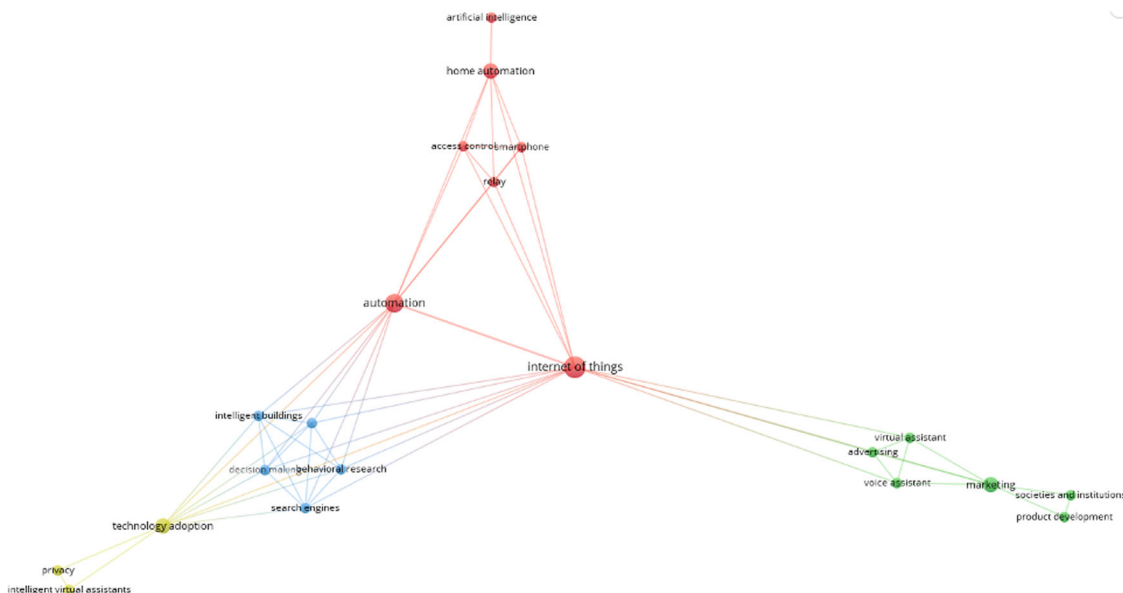 artificial intelligence
home automation
access control
smartphone
relay
automation
internet of things
intelligent buildings
virtual assistant
advertising
decision making
behavioral research
voice assistant
marketing
societies and institutions
search engines
product development
technology adoption
privacy
intelligent virtual assistants